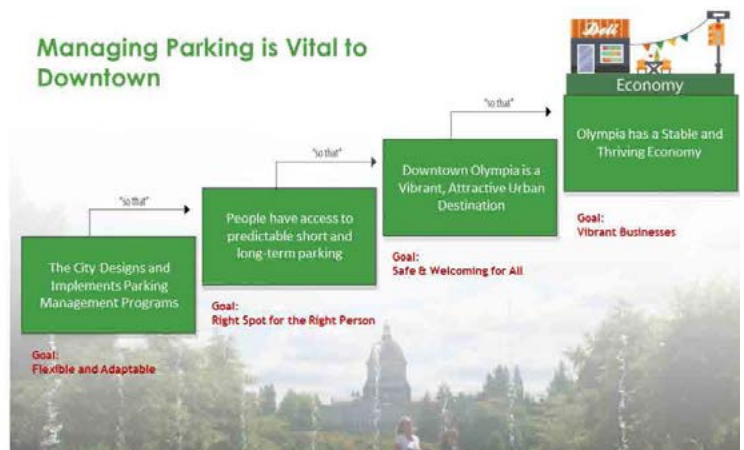 Managing Parking is Vital to
Downtown
Deli
Economy
"so that"
Olympia has a Stable and
Thriving Economy
"so that"
Downtown Olympia is a
Vibrant, Attractive Urban
Destination
Goal:
Vibrant Businesses
"so that"
People have access to
predictable short and
long-term parking
Goal:
Safe & Welcoming for All
The City Designs and
Implements Parking
Management Programs
Goal:
Right Spot for the Right Person
Goal:
Flexible and Adaptable